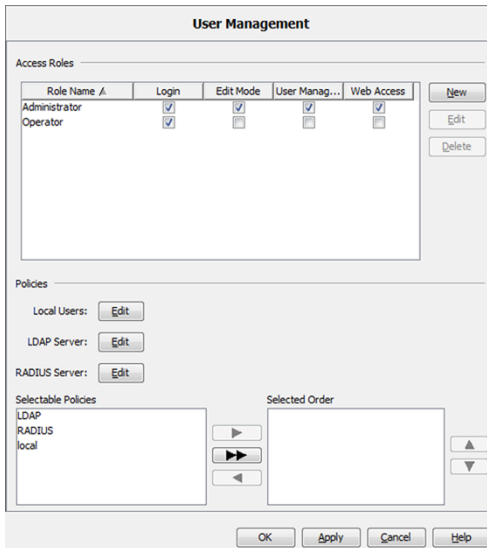 User Management
Access Roles
Role Name Login Edit Mode User Manag... Web Access
New
Administrator
Operator
Edit
Delete
Policies
Local Users: Edit
LDAP Server: Edit
RADIUS Server: Edit
Selectable Policies Selected Order
LDAP
RADIUS
local
OK Apply Cancel Help